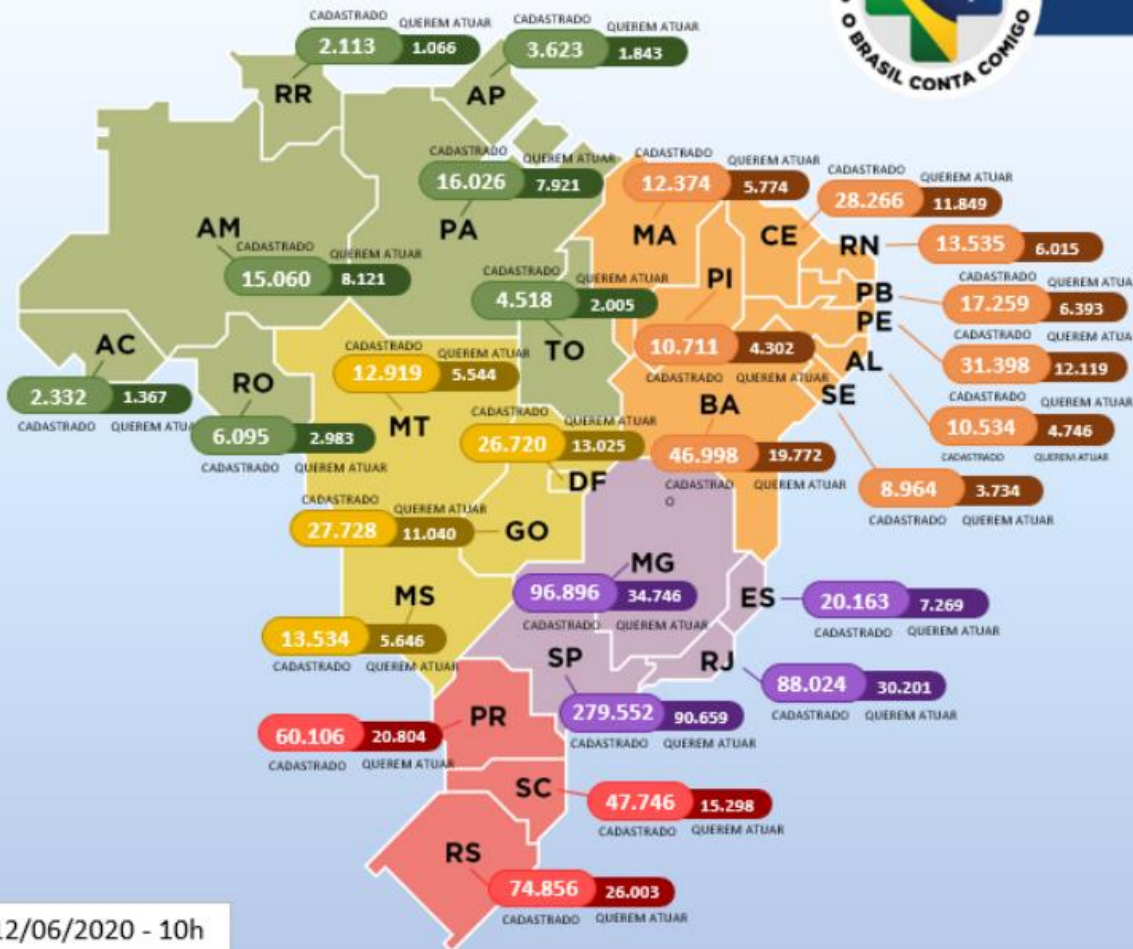 CADASTRADO QUEREM ATUAR
2.113 1.066
RR
CADASTRADO QUEREM ATUAR
3.623 1.843
AP
O BRASIL CONTA COMIGO
CADASTRADO QUEREM ATUAR
16.026 7.921
PA
CADASTRADO QUEREM ATUAR
12.374 5.774
MA
CADASTRADO QUEREM ATUAR
28.266 11.849
CE
RN
13.535 6.015
AM
CADASTRADO QUEREM ATUAR
15.060 8.121
CADASTRADO QUEREM ATUAR
4.518 2.005
TO
PI
10.711 4.302
CADASTRADO QUEREM ATUAR
CADASTRADO QUEREM ATUA
PB
17.259 6.393
CADASTRADO QUEREM ATUA
PE
31.398 12.119
CADASTRADO QUEREM ATUAR
AL
10.534 4.746
CADASTRADO QUEREM ATUAR
SE
8.964 3.734
CADASTRADO QUEREM ATUAR
AC
2.332 1.367
CADASTRADO QUEREM ATUA
RO
6.095 2.983
CADASTRADO QUEREM ATUAR
CADASTRADO QUEREM ATUAR
12.919 5.544
MT
CADASTRADO QUEREM ATUAR
26.720 13.025
DF
BA
46.998 19.772
CADASTRAD QUEREM ATUAR
O
CADASTRADO QUEREM ATUAR
27.728 11.040
GO
MG
96.896 34.746
CADASTRADO QUEREM ATUAR
ES
20.163 7.269
CADASTRADO QUEREM ATUAR
MS
13.534 5.646
CADASTRADO QUEREM ATUAR
SP
279.552 90.659
CADASTRADO QUEREM ATUAR
RJ
88.024 30.201
CADASTRADO QUEREM ATUAR
PR
60.106 20.804
CADASTRADO QUEREM ATUAR
SC
47.746 15.298
CADASTRADO QUEREM ATUAR
RS
74.856 26.003
CADASTRADO QUEREM ATUAR
12/06/2020 - 10h